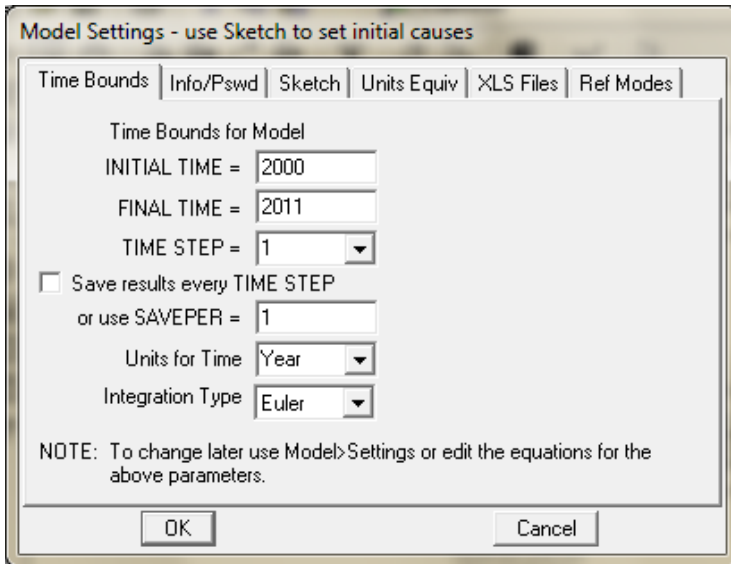 Model Settings - use Sketch to set initial causes
Time Bounds Info/Pswd Sketch Units Equiv XLS Files Ref Modes
Time Bounds for Model
INITIAL TIME = 2000
FINAL TIME = 2011
TIME STEP = 1
Save results every TIME STEP
or use SAVEPER = 1
Units for Time Year
Integration Type Euler
NOTE: To change later use Model>Settings or edit the equations for the
above parameters.
OK Cancel